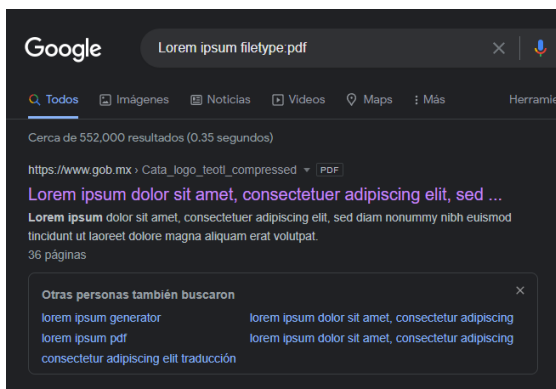 Google
Lorem ipsum filetype:pdf
Todos Imágenes Noticias Videos Maps Más
Cerca de 552,000 resultados (0.35 segundos)
https://www.gob.mx › Cata_logo_teotl_compressed PDF
Lorem ipsum dolor sit amet, consectetuer adipiscing elit, sed ...
Lorem ipsum dolor sit amet, consectetuer adipiscing elit, sed diam nonummy nibh euismod
tincidunt ut laoreet dolore magna aliquam erat volutpat.
36 páginas
Otras personas también buscaron
lorem ipsum generator
lorem ipsum dolor sit amet, consectetur adipiscing
lorem ipsum pdf
lorem ipsum dolor sit amet, consectetur adipiscing
consectetur adipiscing elit traducción